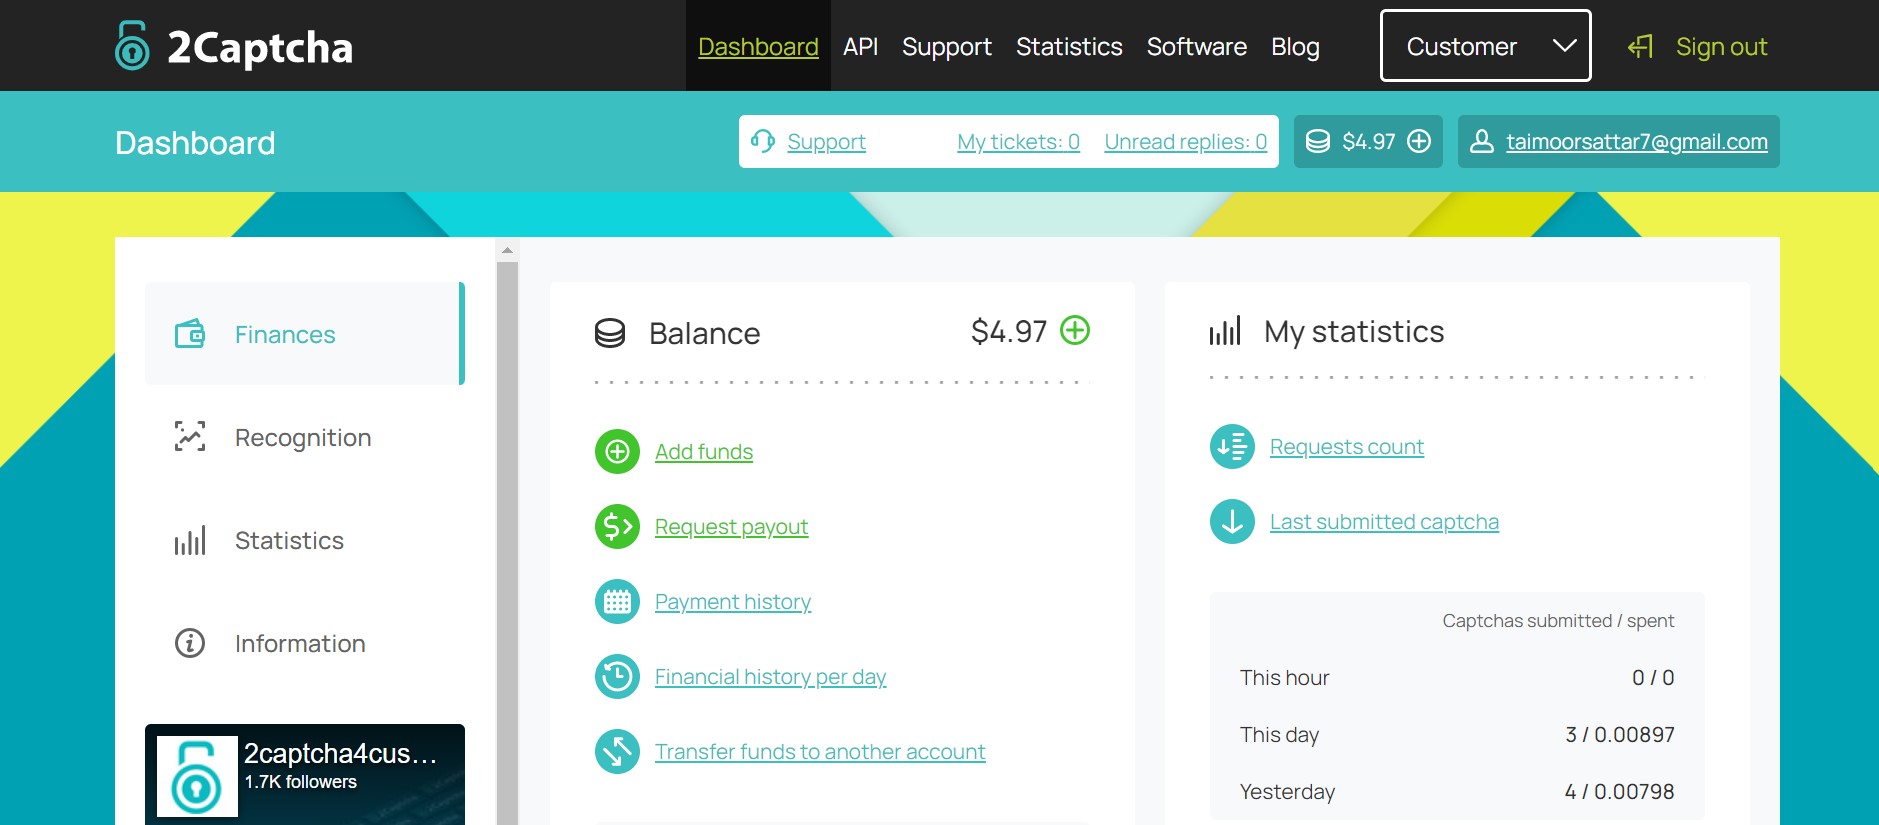 2Captcha
Dashboard API Support Statistics Software Blog Customer Sign out
Dashboard Support My tickets: 0 Unread replies: 0 $4.97 taimoorsattar7@gmail.com
Finances
Recognition
Statistics
Information
2captcha4cus...
1.7K followers
Balance $4.97
Add funds
Request payout
Payment history
Financial history per day
Transfer funds to another account
My statistics
Requests count
Last submitted captcha
Captchas submitted / spent
This hour 0 / 0
This day 3 / 0.00897
Yesterday 4 / 0.00798